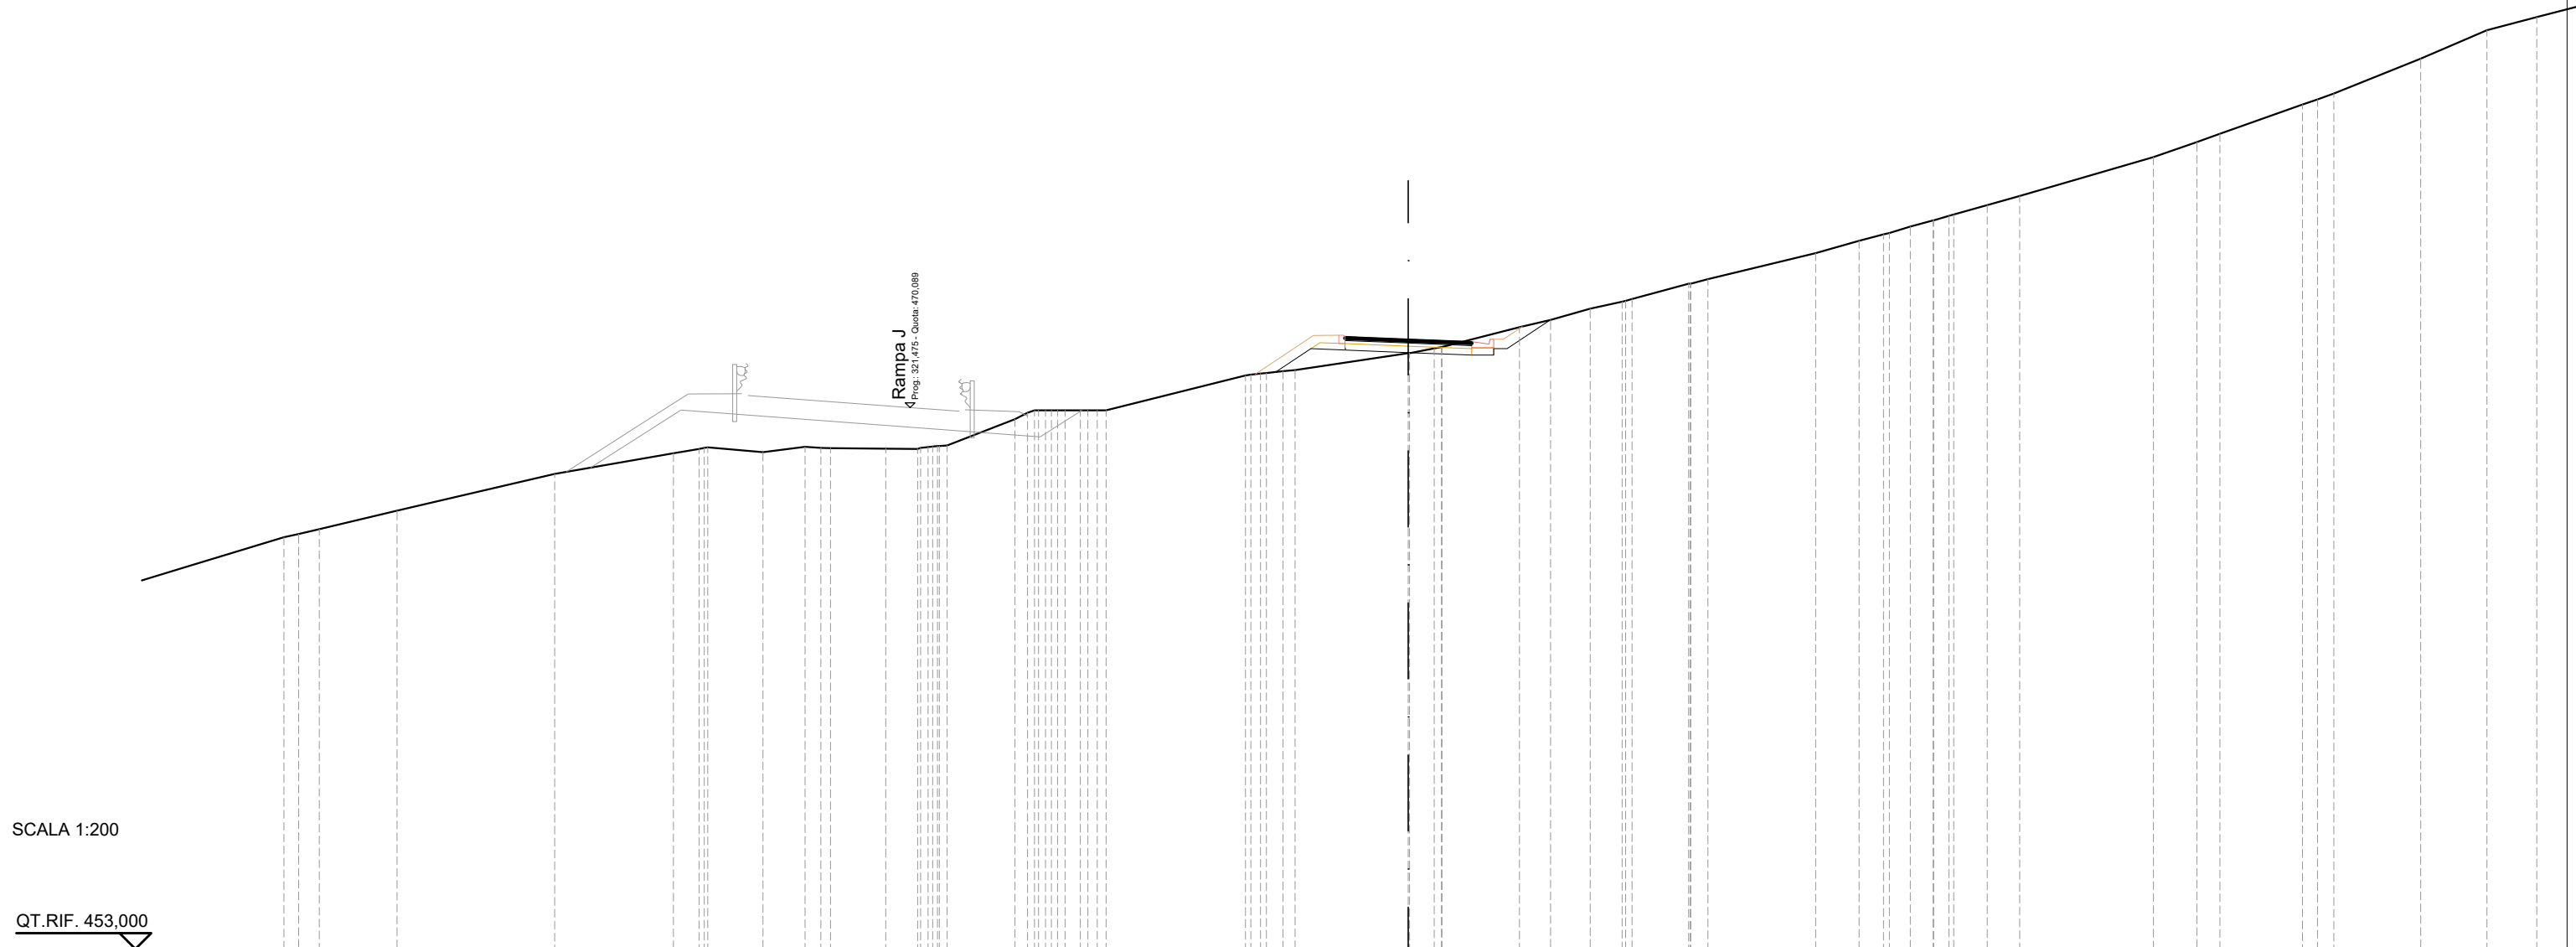 Rampa J
Prog.: 321,475 - Quota: 470,089
SCALA 1:200
QT.RIF. 453,000